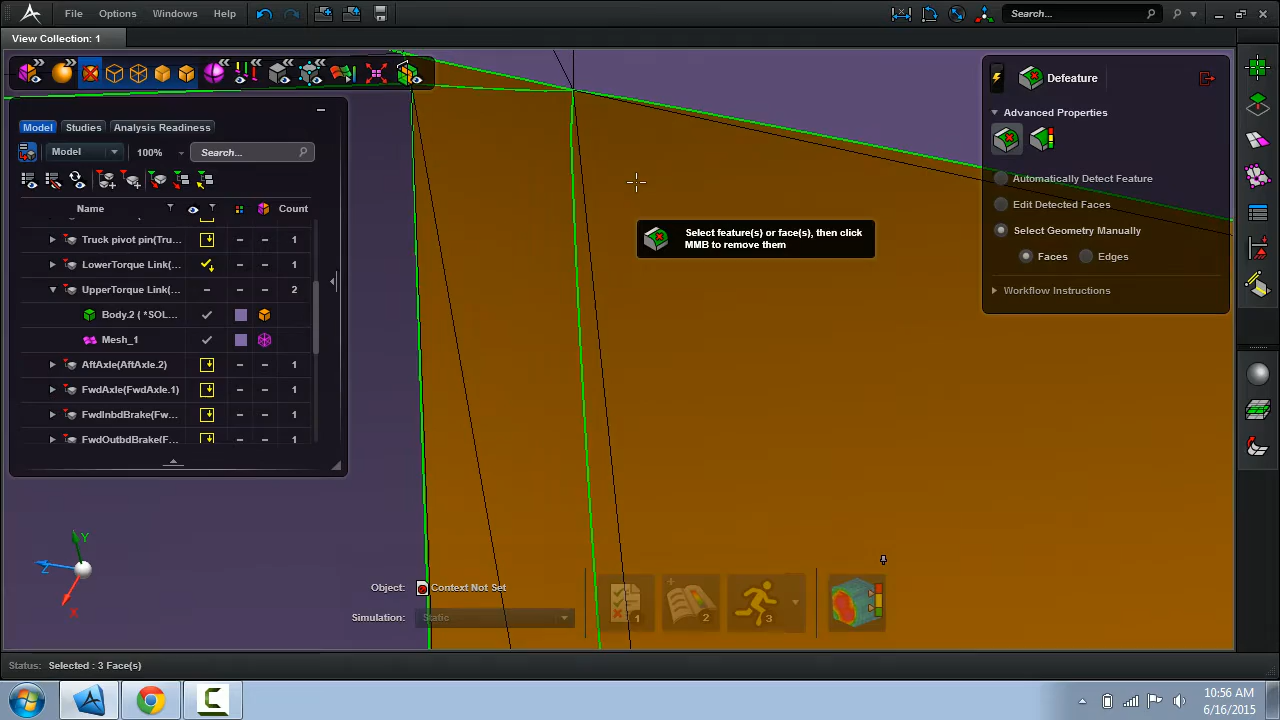 File
Options
Windows
Help
Search...
View Collection: 1
Model
Studies
Analysis Readiness
Model
100%
Search...
Name
Count
Truck pivot pin(Tru...
1
LowerTorque Link(...
1
UpperTorque Link(...
2
Body.2 ( *SOL...
Mesh_1
AftAxle(AftAxle.2)
1
FwdAxle(FwdAxle.1)
1
FwdInbdBrake(Fw...
1
FwdOutbdBrake(F...
1
Select feature(s) or face(s), then click
MMB to remove them
Defeature
Advanced Properties
Automatically Detect Feature
Edit Detected Faces
Select Geometry Manually
Faces
Edges
Workflow Instructions
Y
Z
X
Object:
Context Not Set
Simulation:
Static
1
2
3
Status: Selected : 3 Face(s)
10:56 AM
6/16/2015